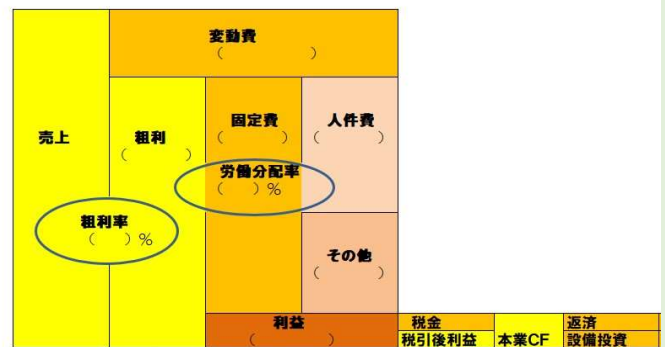 変動費
（　　　　）
売上
粗利
（　　　　）
固定費
（　　　　）
人件費
（　　　　）
労働分配率
（　　）%
粗利率
（　　）%
その他
（　　　　）
利益
（　　　　）
税金
税引後利益
本業CF
返済
設備投資